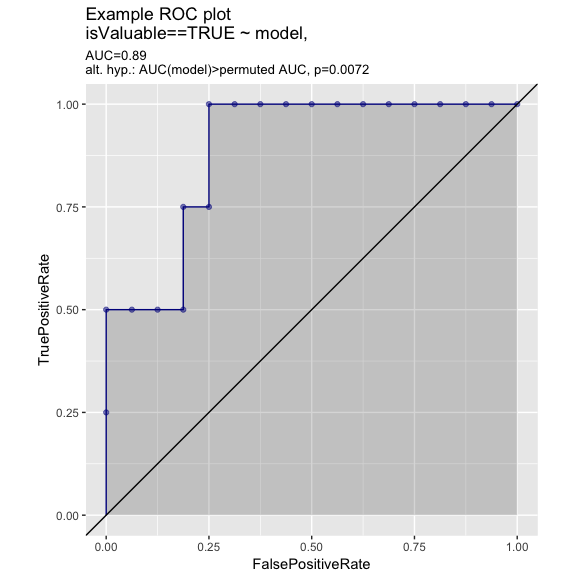 Example ROC plot
isValuable==TRUE ~ model,
AUC=0.89
alt. hyp.: AUC(model)>permuted AUC, p=0.0072
1.00
0.75
0.50
0.25
0.00
TruePositiveRate
0.00 0.25 0.50 0.75 1.00
FalsePositiveRate